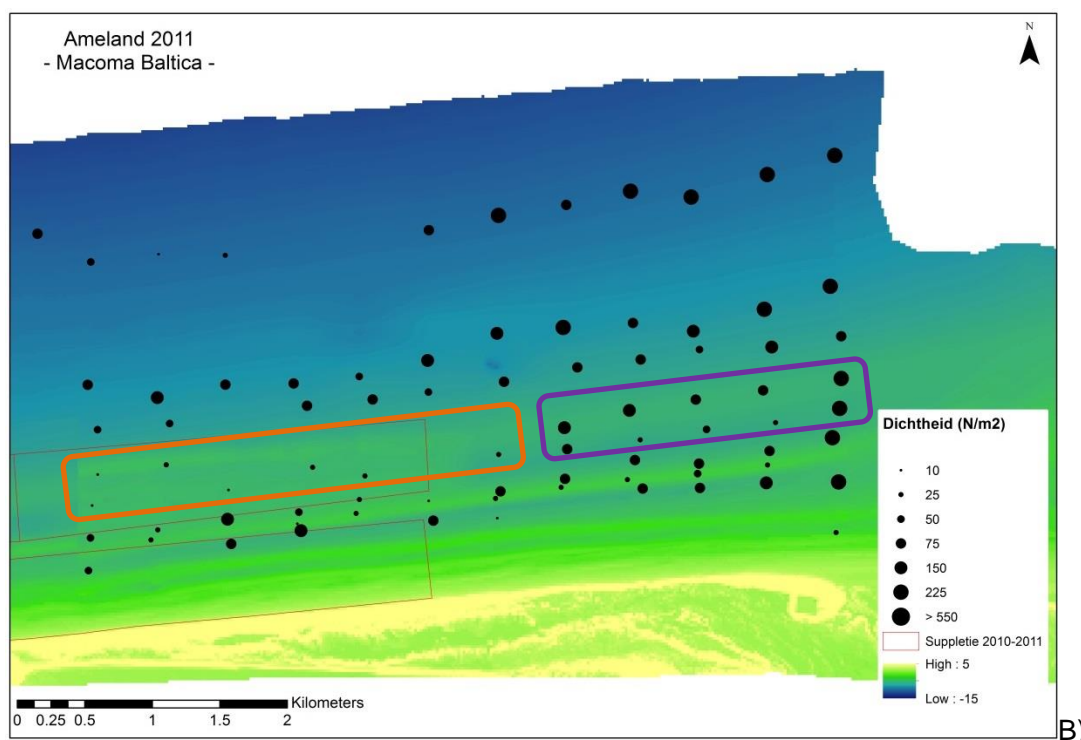 Ameland 2011
- Macoma Baltica -
N
Dichtheid (N/m2)
10
25
50
75
150
225
> 550
Suppletie 2010-2011
High : 5
Low : -15
Kilometers
0 0.25 0.5 1 1.5 2
B)